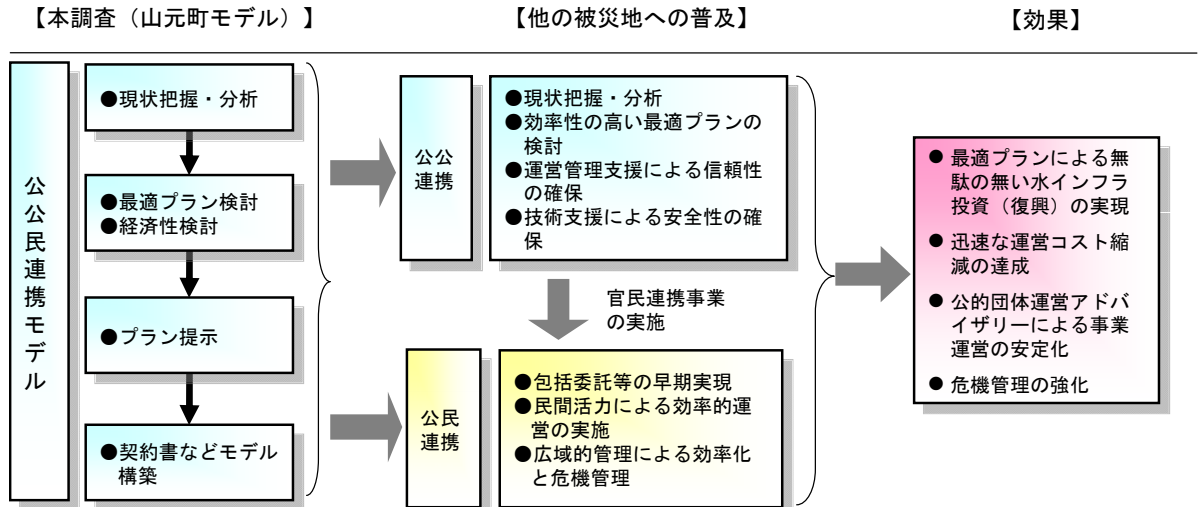 【本調査（山元町モデル）】
【他の被災地への普及】
【効果】
公公民連携モデル
●現状把握・分析
●最適プラン検討
●経済性検討
●プラン提示
●契約書などモデル
構築
公公
連携
●現状把握・分析
●効率性の高い最適プランの
検討
●運営管理支援による信頼性
の確保
●技術支援による安全性の確
保
官民連携事業
の実施
公民
連携
●包括委託等の早期実現
●民間活力による効率的運
営の実施
●広域的管理による効率化
と危機管理
● 最適プランによる無
駄の無い水インフラ
投資（復興）の実現
● 迅速な運営コスト縮
減の達成
● 公的団体運営アドバ
イザリーによる事業
運営の安定化
● 危機管理の強化